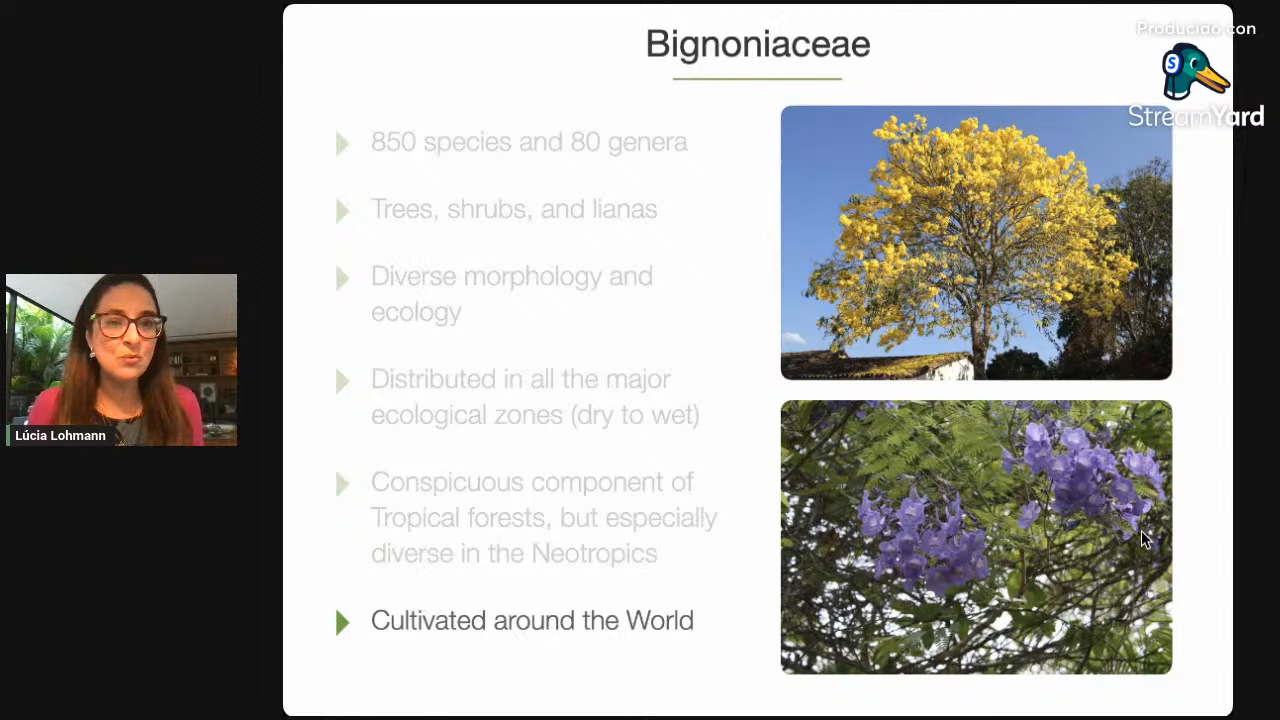 Bignoniaceae
Producido con
StreamYard
850 species and 80 genera
Trees, shrubs, and lianas
Diverse morphology and
ecology
Distributed in all the major
ecological zones (dry to wet)
Conspicuous component of
Tropical forests, but especially
diverse in the Neotropics
Cultivated around the World
Lúcia Lohmann